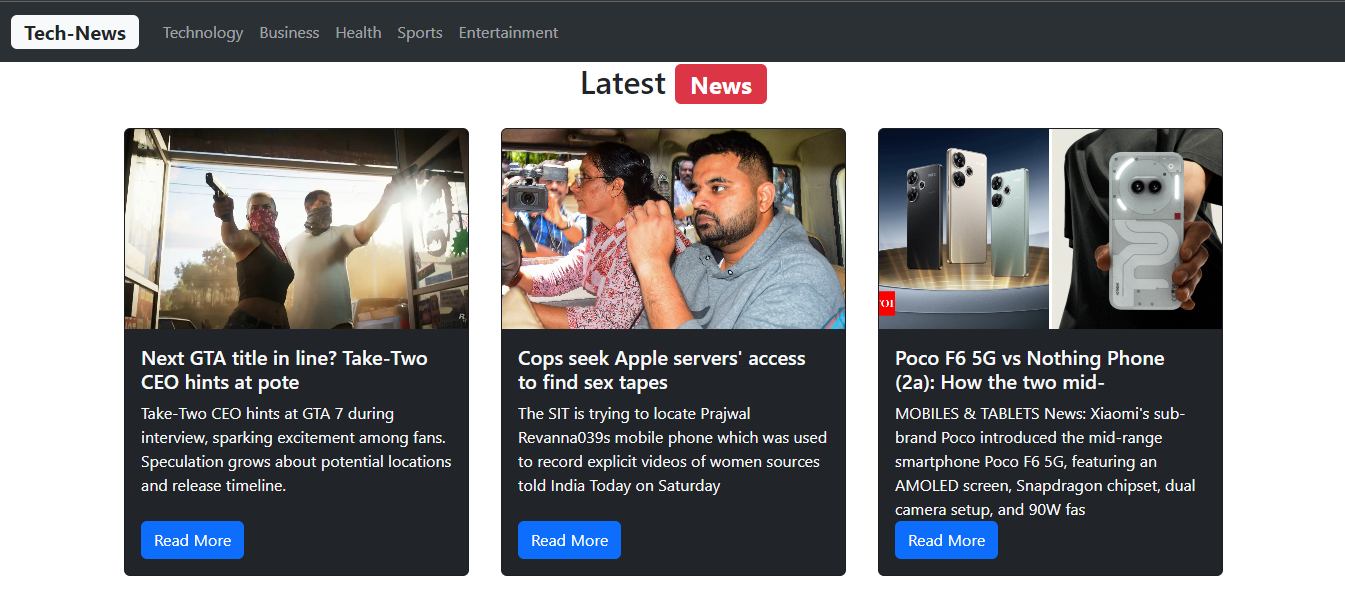 Tech-News
Technology Business Health Sports Entertainment
Latest News
Next GTA title in line? Take-Two
CEO hints at pote
Take-Two CEO hints at GTA 7 during
interview, sparking excitement among fans.
Speculation grows about potential locations
and release timeline.
Read More
Cops seek Apple servers' access
to find sex tapes
The SIT is trying to locate Prajwal
Revanna039s mobile phone which was used
to record explicit videos of women sources
told India Today on Saturday
Read More
TOI
Poco F6 5G vs Nothing Phone
(2a): How the two mid-
MOBILES & TABLETS News: Xiaomi's sub-
brand Poco introduced the mid-range
smartphone Poco F6 5G, featuring an
AMOLED screen, Snapdragon chipset, dual
camera setup, and 90W fas
Read More